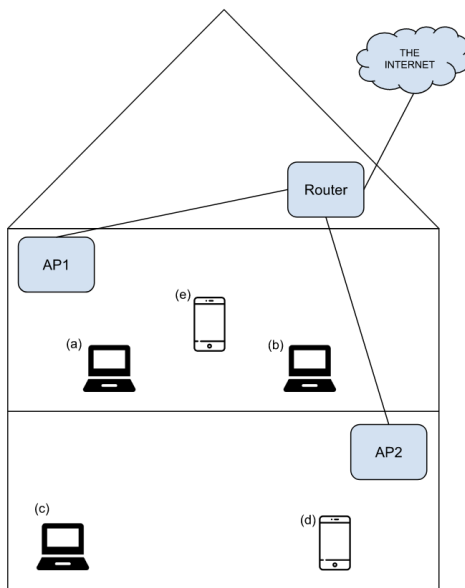 THE
INTERNET
Router
AP1
(e)
(a)
(b)
AP2
(c)
(d)